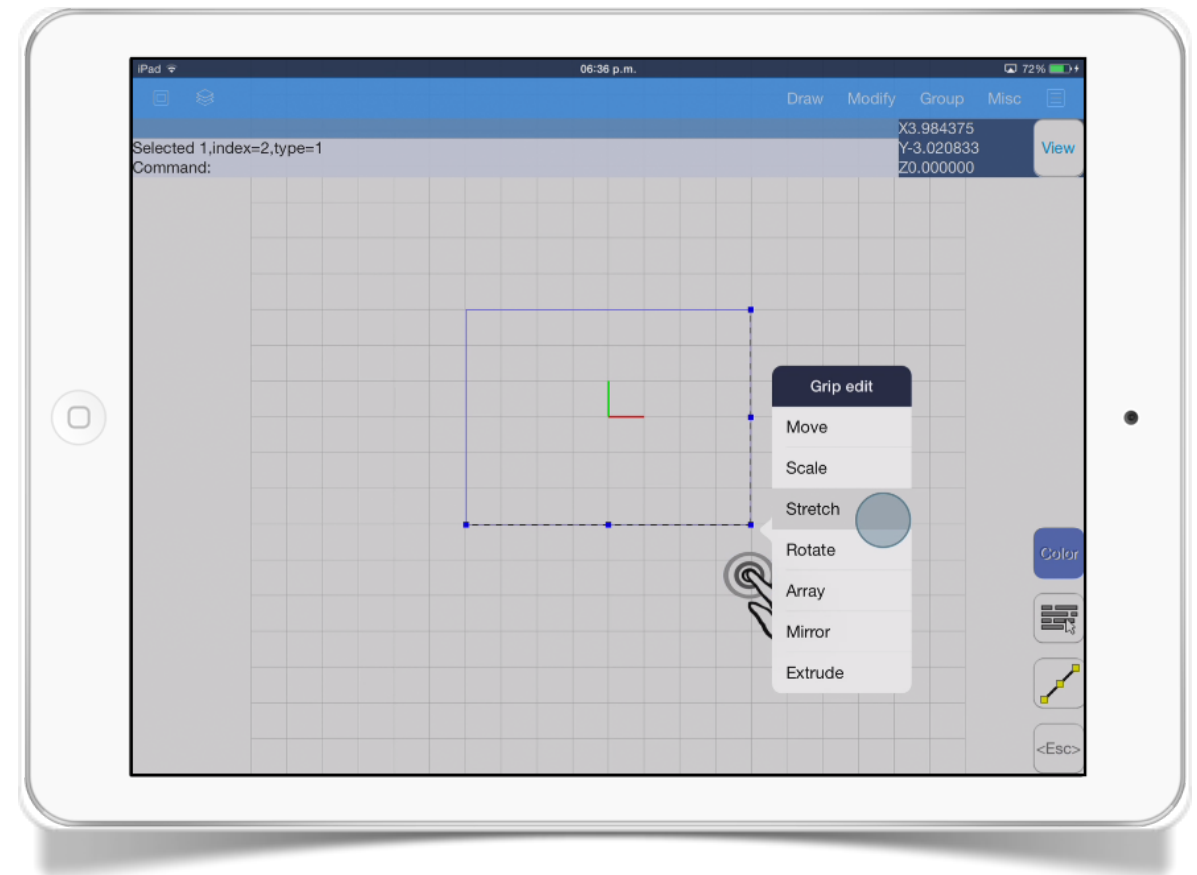 iPad 06:36 p.m. 72%
Draw Modify Group Misc
X3.984375
Selected 1,index=2,type=1 Y-3.020833 View
Command: Z0.000000
Grip edit
Move
Scale
Stretch
Rotate
Color
Array
Mirror
Extrude
<Esc>